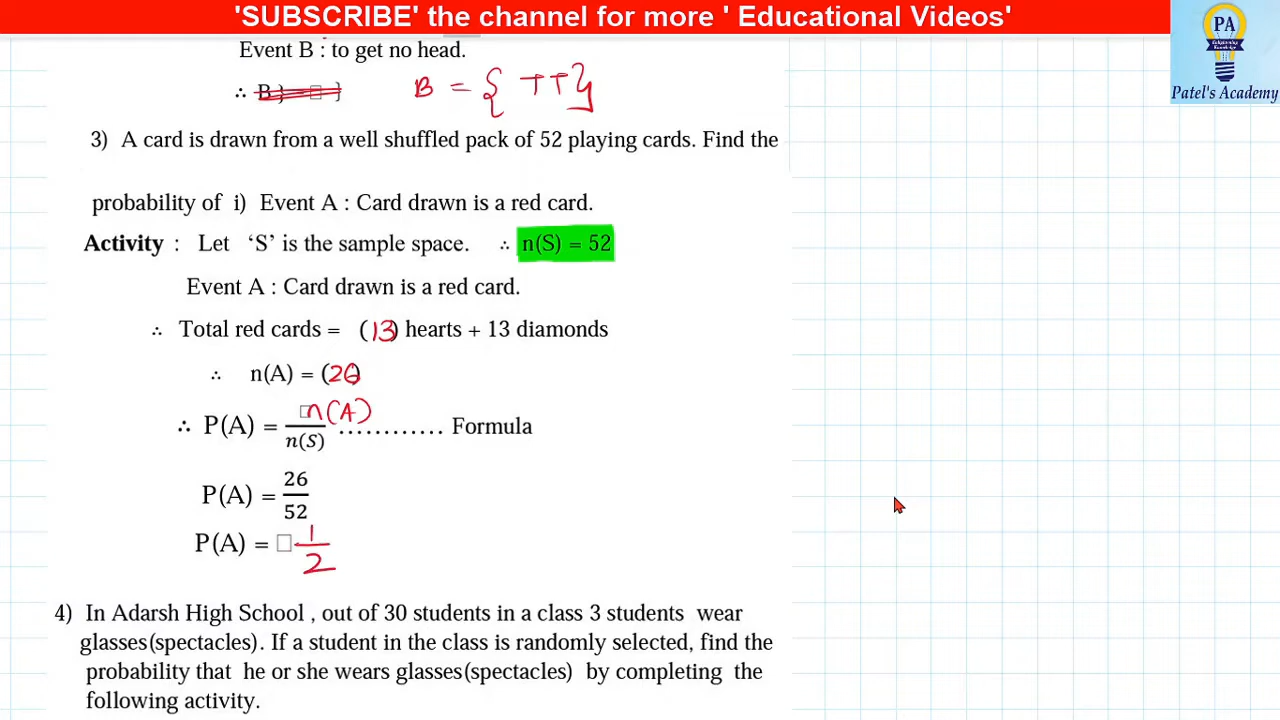 'SUBSCRIBE' the channel for more ' Educational Videos'
PA
Patel's Academy
Event B : to get no head.
∴ B } = □ } B = { TT}
3) A card is drawn from a well shuffled pack of 52 playing cards. Find the
probability of i) Event A : Card drawn is a red card.
Activity : Let ‘S’ is the sample space. ∴ n(S) = 52
Event A : Card drawn is a red card.
∴ Total red cards = (13) hearts + 13 diamonds
∴ n(A) = (26)
∴ P(A) = □n(A)/n(S) ............ Formula
P(A) = 26/52
P(A) = □ 1/2
4) In Adarsh High School , out of 30 students in a class 3 students wear
glasses(spectacles). If a student in the class is randomly selected, find the
probability that he or she wears glasses(spectacles) by completing the
following activity.